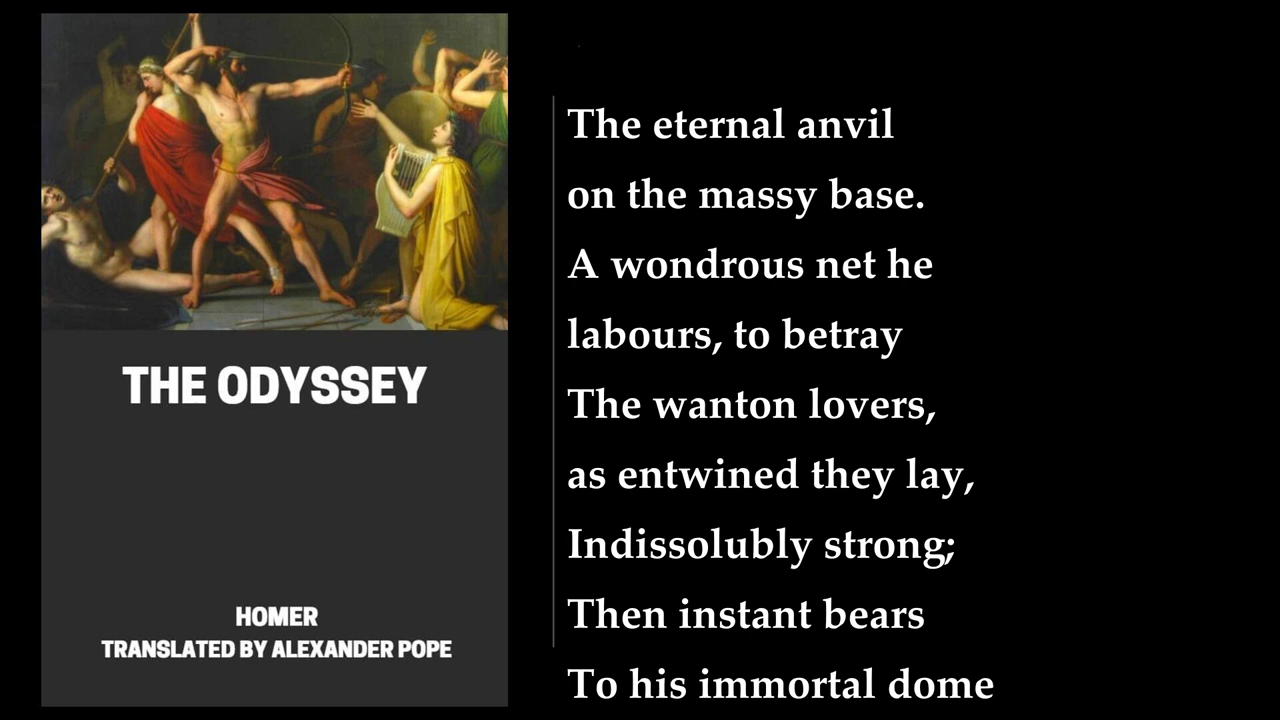 THE ODYSSEY
HOMER
TRANSLATED BY ALEXANDER POPE
The eternal anvil
on the massy base.
A wondrous net he
labours, to betray
The wanton lovers,
as entwined they lay,
Indissolubly strong;
Then instant bears
To his immortal dome